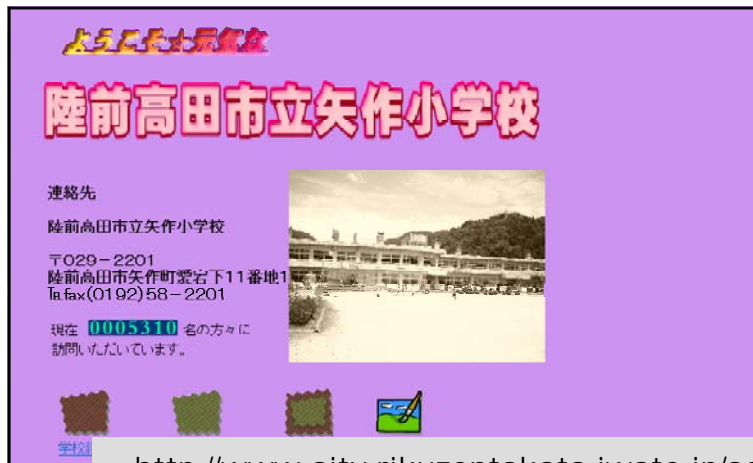 ようこそ☆元気な
陸前高田市立矢作小学校
連絡先
陸前高田市立矢作小学校
〒029-2201
陸前高田市矢作町愛宕下11番地1
℡fax(0192)58-2201
現在 0005310 名の方々に
訪問いただいています。
学校